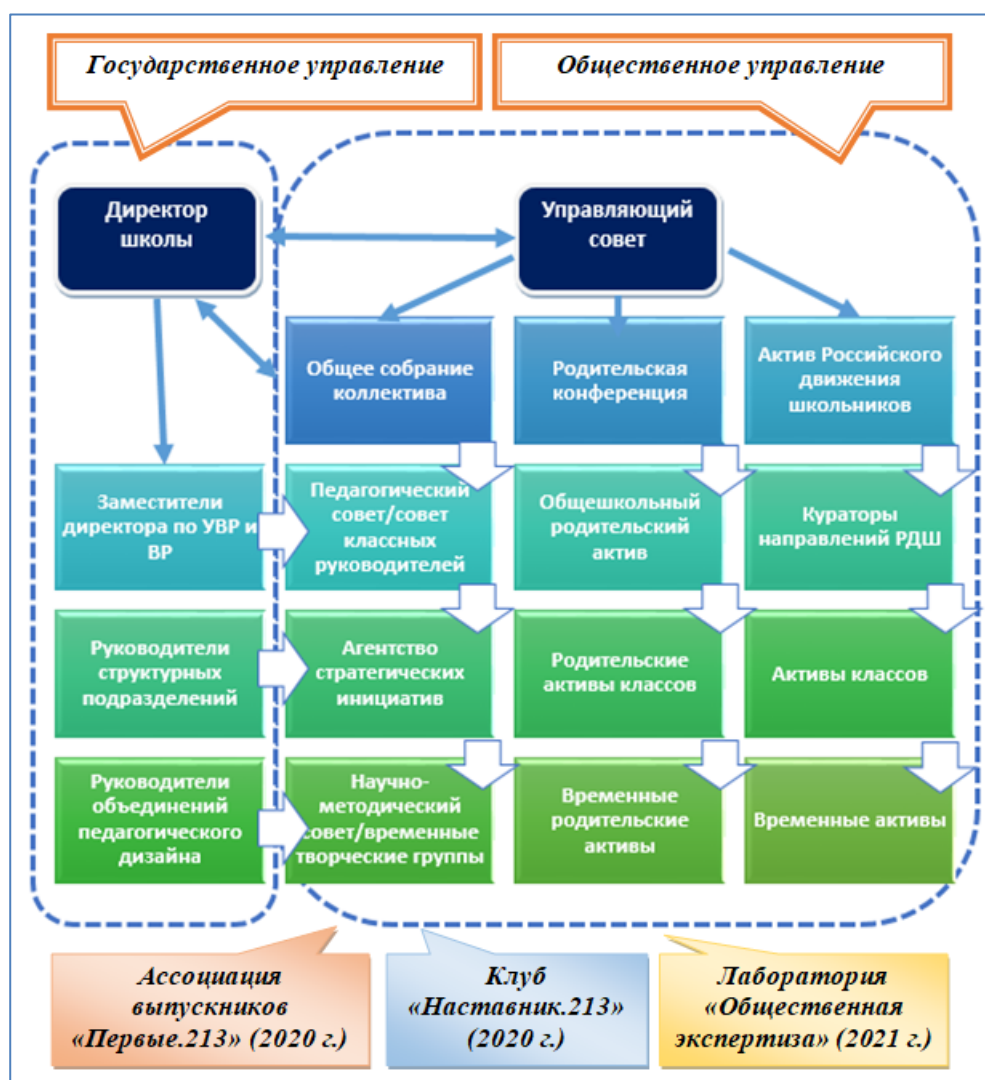 Государственное управление
Общественное управление
Директор
школы
Управляющий
совет
Общее собрание
коллектива
Родительская
конференция
Актив Российского
движения
школьников
Заместители
директора по УВР и
ВР
Педагогический
совет/совет
классных
руководителей
Общешкольный
родительский
актив
Кураторы
направлений РДШ
Руководители
структурных
подразделений
Агентство
стратегических
инициатив
Родительские
активы классов
Активы классов
Руководители
объединений
педагогического
дизайна
Научно-
методический
совет/временные
творческие группы
Временные
родительские
активы
Временные активы
Ассоциация
выпускников
«Первые.213» (2020 г.)
Клуб
«Наставник.213»
(2020 г.)
Лаборатория
«Общественная
экспертиза» (2021 г.)